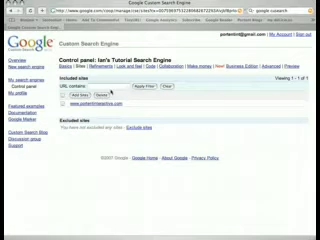 Google Custom Search Engine
google cusearch
My Account | Sign out
Google
Custom Search Engine
Overview
New search engine
My search engines
Control panel
My profile
Featured examples
Documentation
Google Marker
Custom Search Blog
Discussion group
Send feedback
Control panel: Ian's Tutorial Search Engine
Basics | Sites | Refinements | Look and feel | Code | Collaboration | Make money | New! Business Edition | Advanced | Preview
Included sites
Viewing 1 - 1 of 1
URL contains:
Apply Filter
Clear
Add Sites
Delete
www.portentinteractive.com
Excluded sites
You have not excluded any sites - Exclude sites
©2007 Google - Google Home - About Google - Privacy Policy